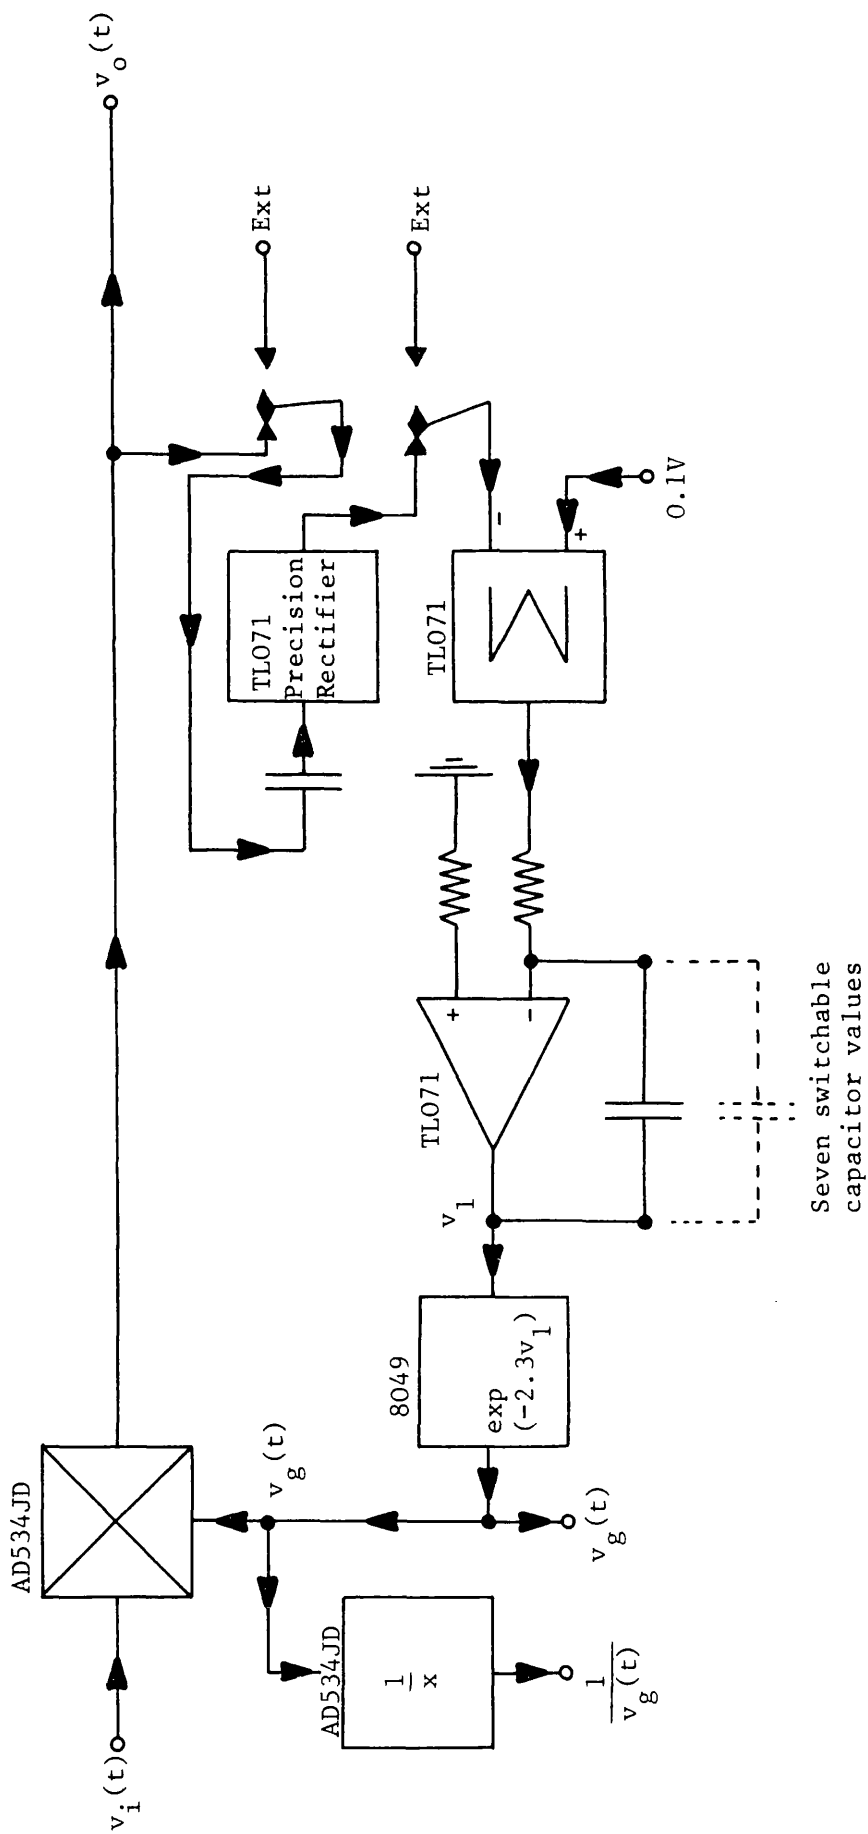 AD534JD
v_i(t)
v_o(t)
v_g(t)
AD534JD
1
x
1
v_g(t)
v_g(t)
8049
exp
(-2.3v_1)
v_1
TL071
+
-
Seven switchable
capacitor values
TL071
Precision
Rectifier
TL071
Σ
-
+
0.1V
Ext
Ext